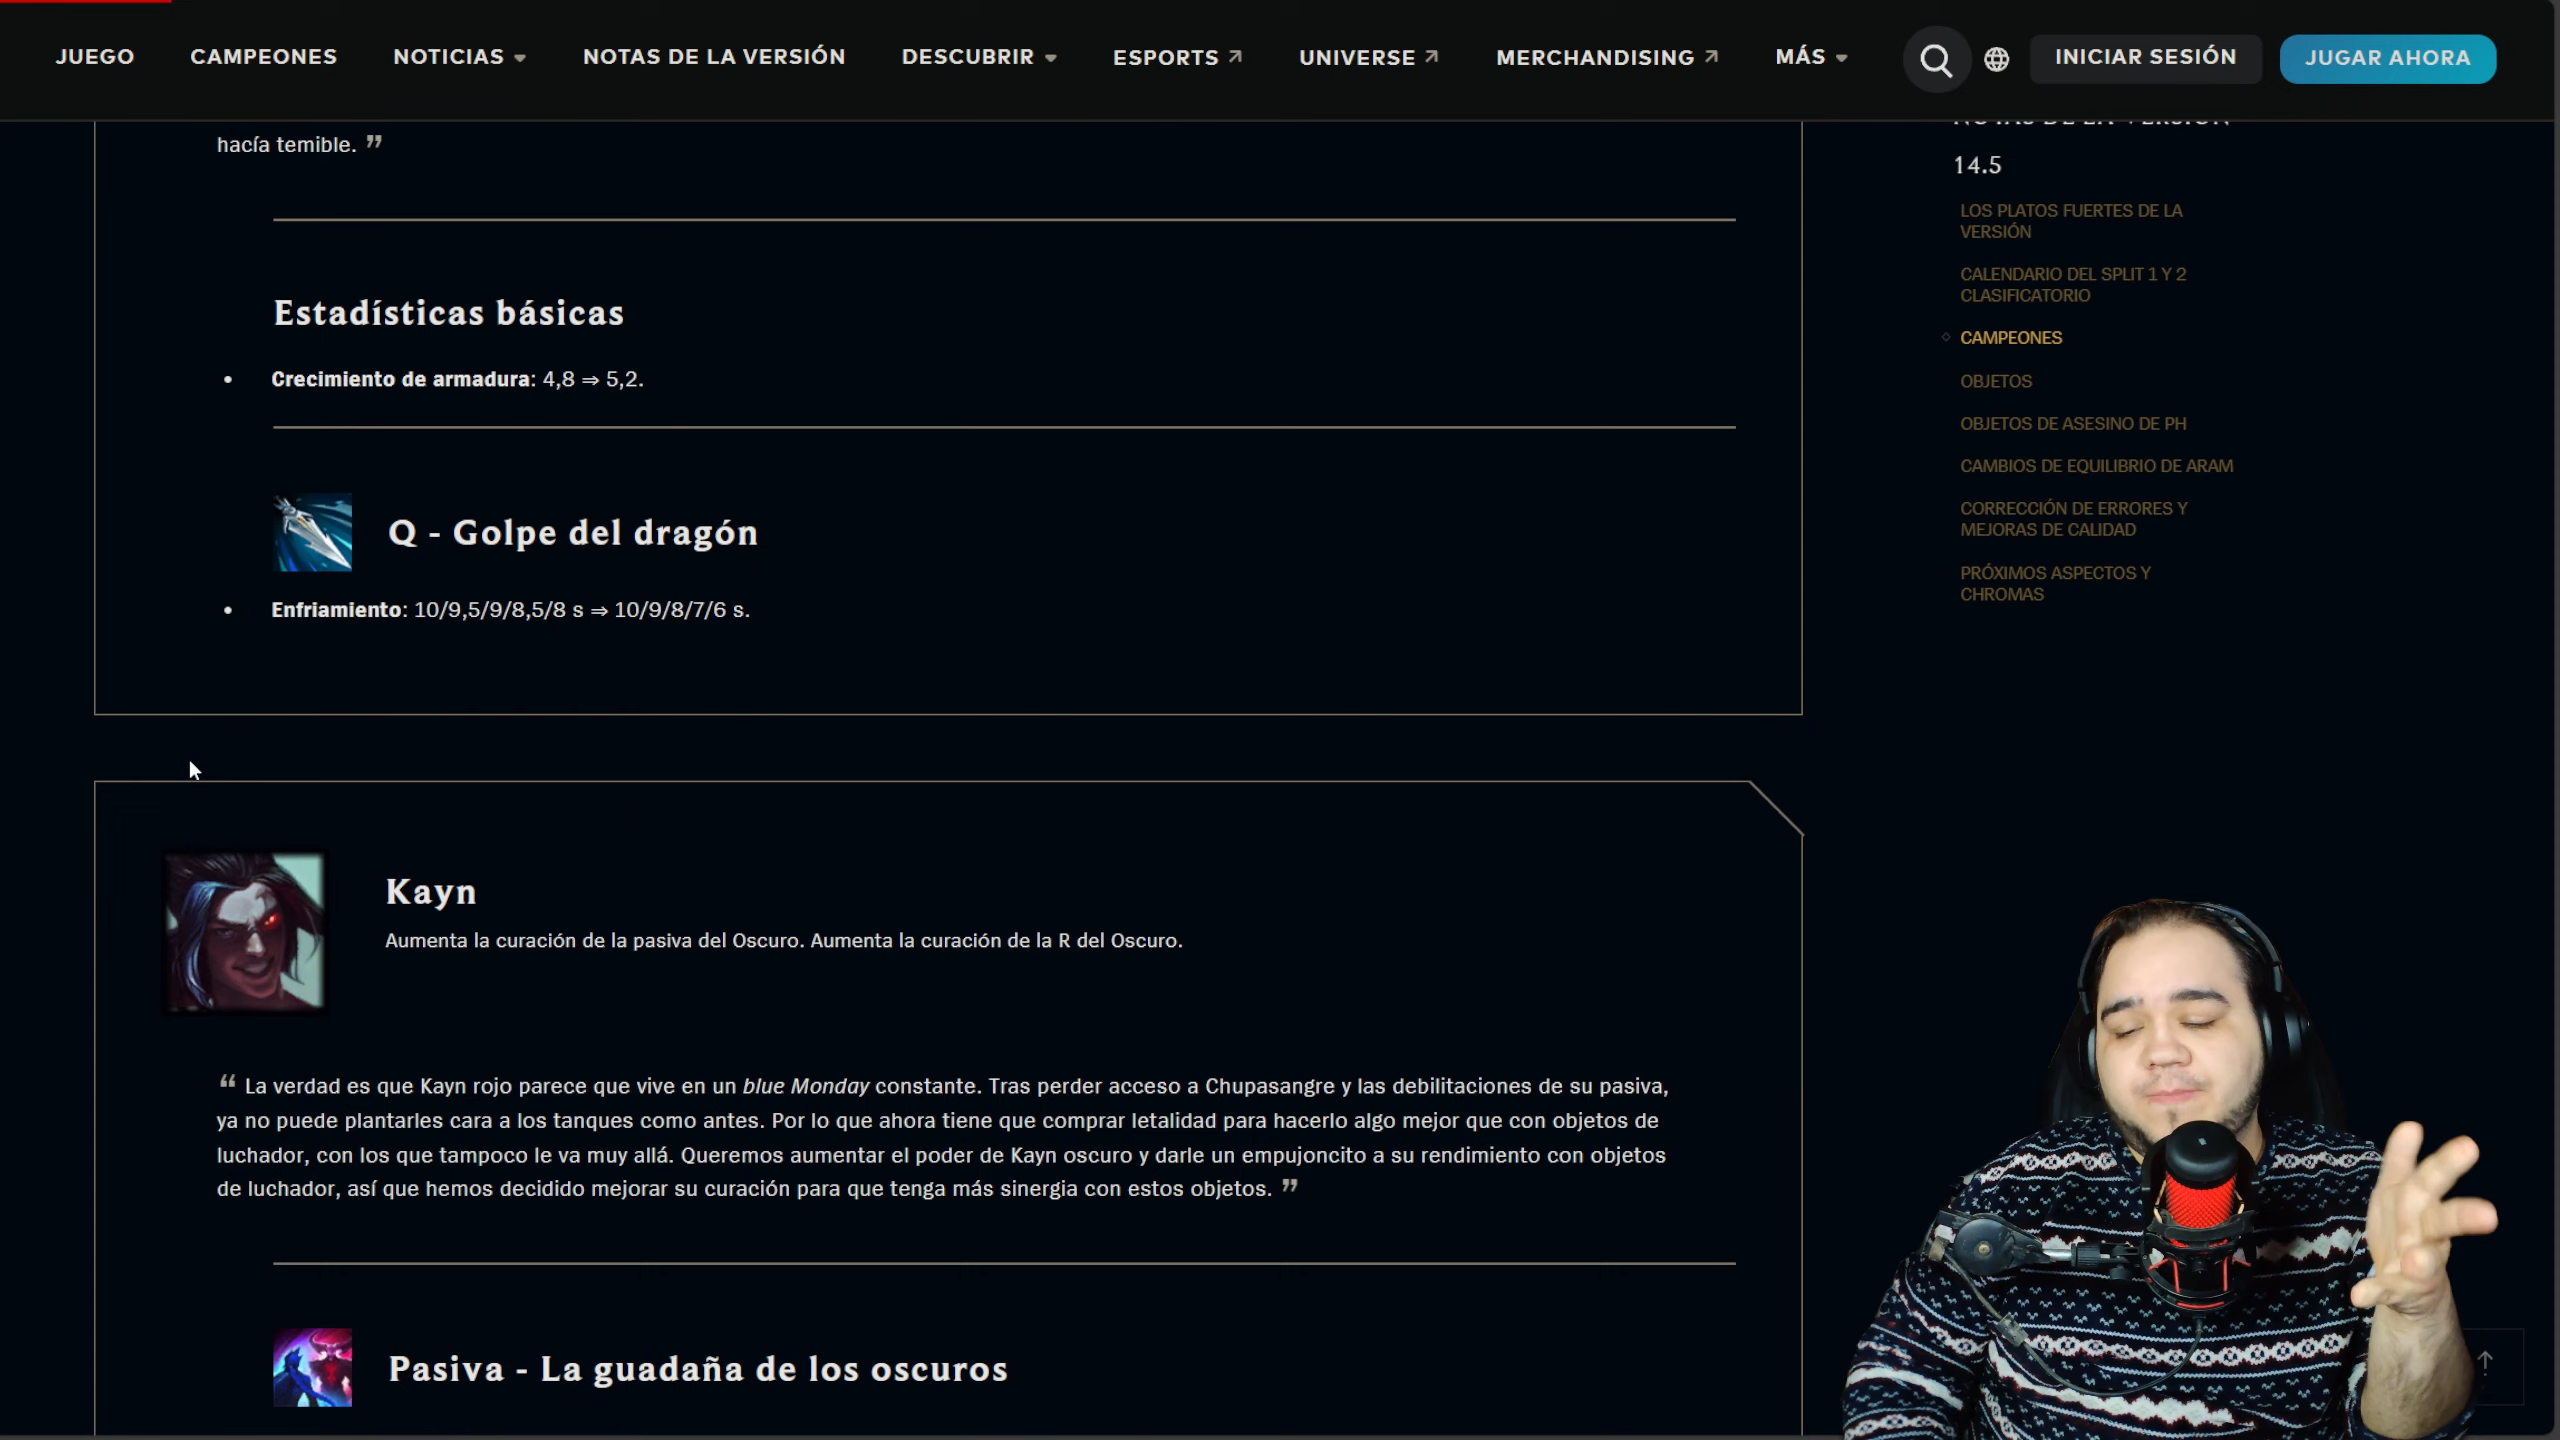 JUEGO CAMPEONES NOTICIAS NOTAS DE LA VERSIÓN DESCUBRIR ESPORTS UNIVERSE MERCHANDISING MÁS INICIAR SESIÓN JUGAR AHORA
hacía temible. ”
Estadísticas básicas
• Crecimiento de armadura: 4,8 ⇒ 5,2.
Q - Golpe del dragón
• Enfriamiento: 10/9,5/9/8,5/8 s ⇒ 10/9/8/7/6 s.
Kayn
Aumenta la curación de la pasiva del Oscuro. Aumenta la curación de la R del Oscuro.
“ La verdad es que Kayn rojo parece que vive en un blue Monday constante. Tras perder acceso a Chupasangre y las debilitaciones de su pasiva,
ya no puede plantarles cara a los tanques como antes. Por lo que ahora tiene que comprar letalidad para hacerlo algo mejor que con objetos de
luchador, con los que tampoco le va muy allá. Queremos aumentar el poder de Kayn oscuro y darle un empujoncito a su rendimiento con objetos
de luchador, así que hemos decidido mejorar su curación para que tenga más sinergia con estos objetos. ”
Pasiva - La guadaña de los oscuros
NOTAS DE LA VERSIÓN
14.5
LOS PLATOS FUERTES DE LA
VERSIÓN
CALENDARIO DEL SPLIT 1 Y 2
CLASIFICATORIO
CAMPEONES
OBJETOS
OBJETOS DE ASESINO DE PH
CAMBIOS DE EQUILIBRIO DE ARAM
CORRECCIÓN DE ERRORES Y
MEJORAS DE CALIDAD
PRÓXIMOS ASPECTOS Y
CHROMAS